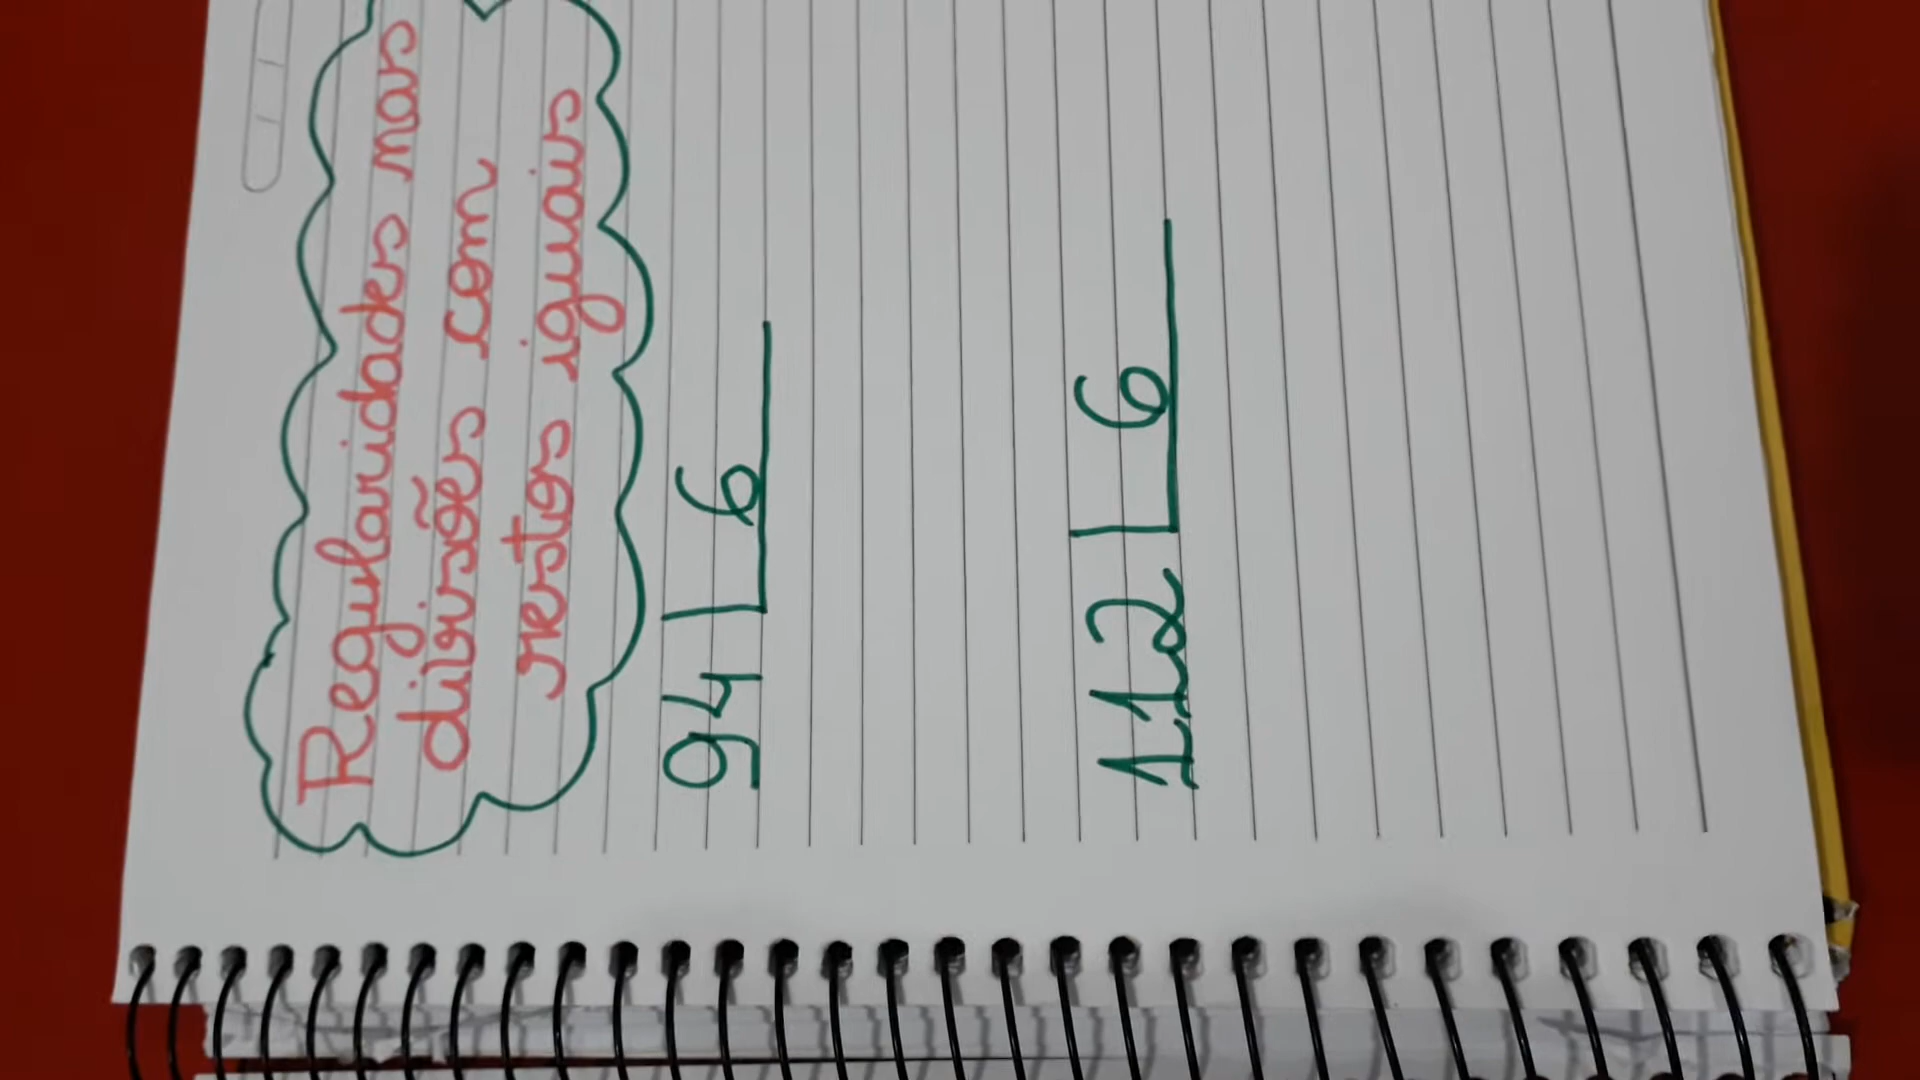 Regularidades nas
divisões com
restos iguais
94 6
112 6